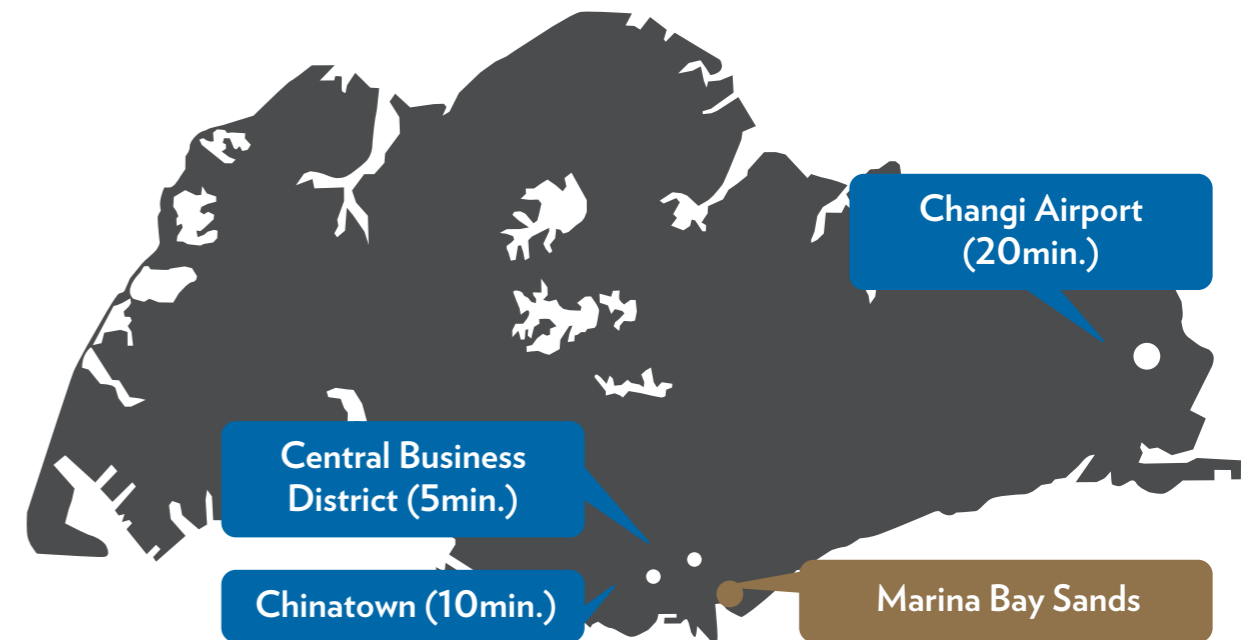 Changi Airport
(20min.)
Central Business
District (5min.)
Chinatown (10min.)
Marina Bay Sands